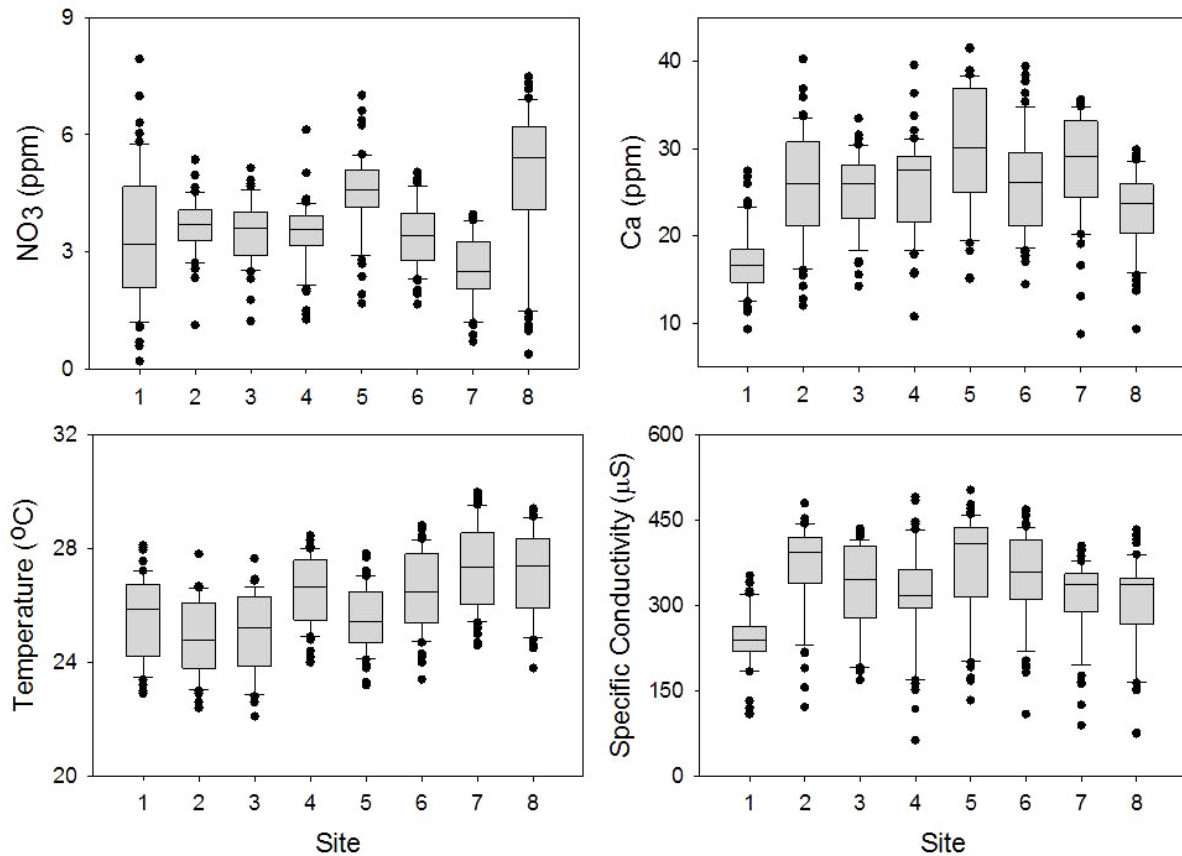 NO3 (ppm)
9
6
3
0
1 2 3 4 5 6 7 8
Ca (ppm)
40
30
20
10
1 2 3 4 5 6 7 8
Temperature (°C)
32
28
24
20
1 2 3 4 5 6 7 8
Site
Specific Conductivity (μS)
600
450
300
150
0
1 2 3 4 5 6 7 8
Site